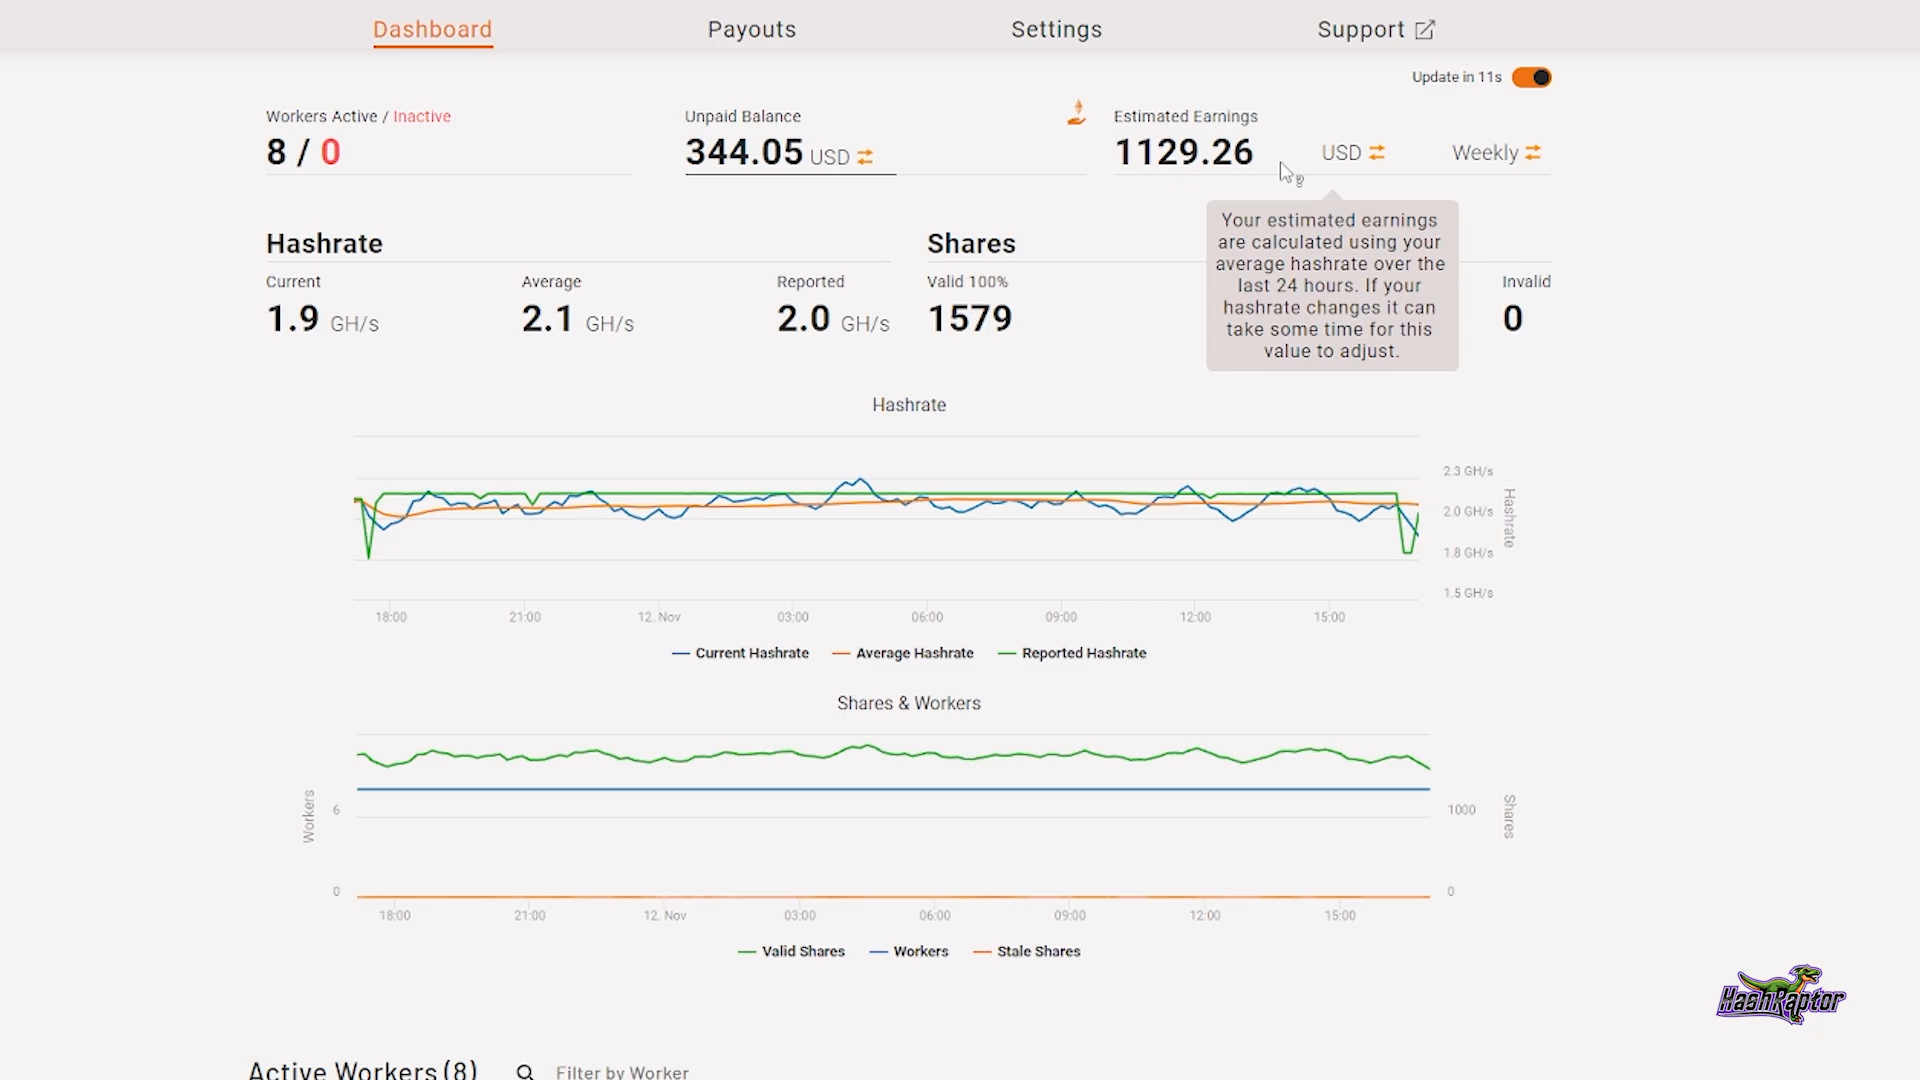 Dashboard
Payouts
Settings
Support
Update in 11s
Workers Active / Inactive
8 / 0
Unpaid Balance
344.05 USD
Estimated Earnings
1129.26
USD
Weekly
Your estimated earnings
are calculated using your
average hashrate over the
last 24 hours. If your
hashrate changes it can
take some time for this
value to adjust.
Hashrate
Current
1.9 GH/s
Average
2.1 GH/s
Reported
2.0 GH/s
Shares
Valid 100%
1579
Invalid
0
Hashrate
2.3 GH/s
2.0 GH/s
1.8 GH/s
1.5 GH/s
Hashrate
18:00
21:00
12. Nov
03:00
06:00
09:00
12:00
15:00
Current Hashrate
Average Hashrate
Reported Hashrate
Shares & Workers
Workers
6
0
1000
0
Shares
18:00
21:00
12. Nov
03:00
06:00
09:00
12:00
15:00
Valid Shares
Workers
Stale Shares
HashRaptor
Active Workers (8)
Filter by Worker